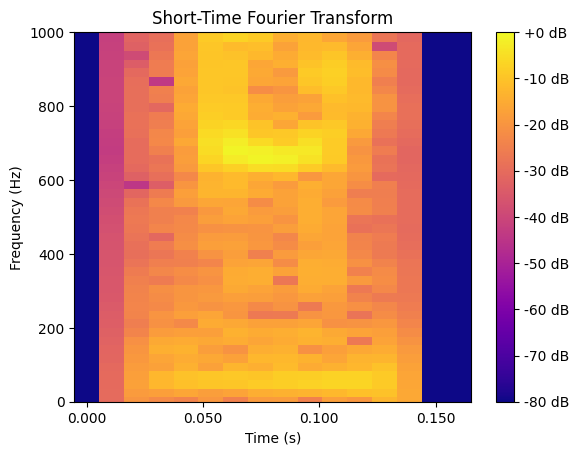 Short-Time Fourier Transform
1000
800
600
400
200
0
Frequency (Hz)
0.000
0.050
0.100
0.150
Time (s)
+0 dB
-10 dB
-20 dB
-30 dB
-40 dB
-50 dB
-60 dB
-70 dB
-80 dB